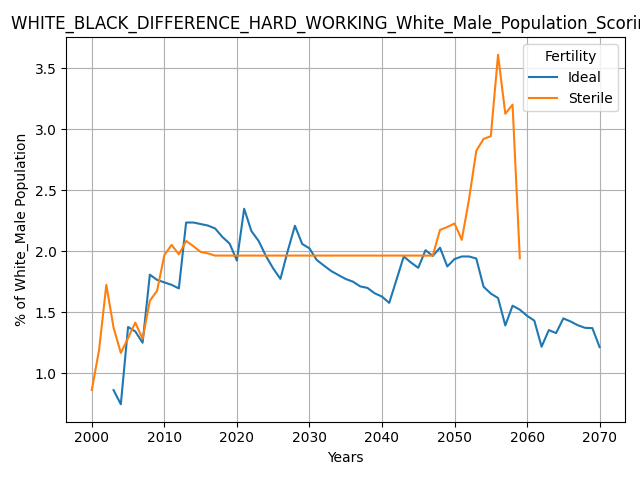 WHITE_BLACK_DIFFERENCE_HARD_WORKING_White_Male_Population_Scorin
Fertility
Ideal
Sterile
% of White_Male Population
3.5
3.0
2.5
2.0
1.5
1.0
2000 2010 2020 2030 2040 2050 2060 2070
Years